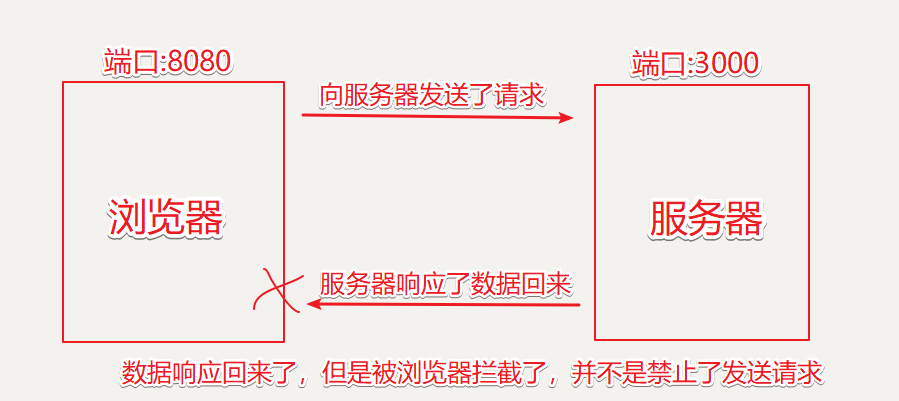 端口:8080
端口:3000
向服务器发送了请求
浏览器
服务器
服务器响应了数据回来
数据响应回来了，但是被浏览器拦截了，并不是禁止了发送请求